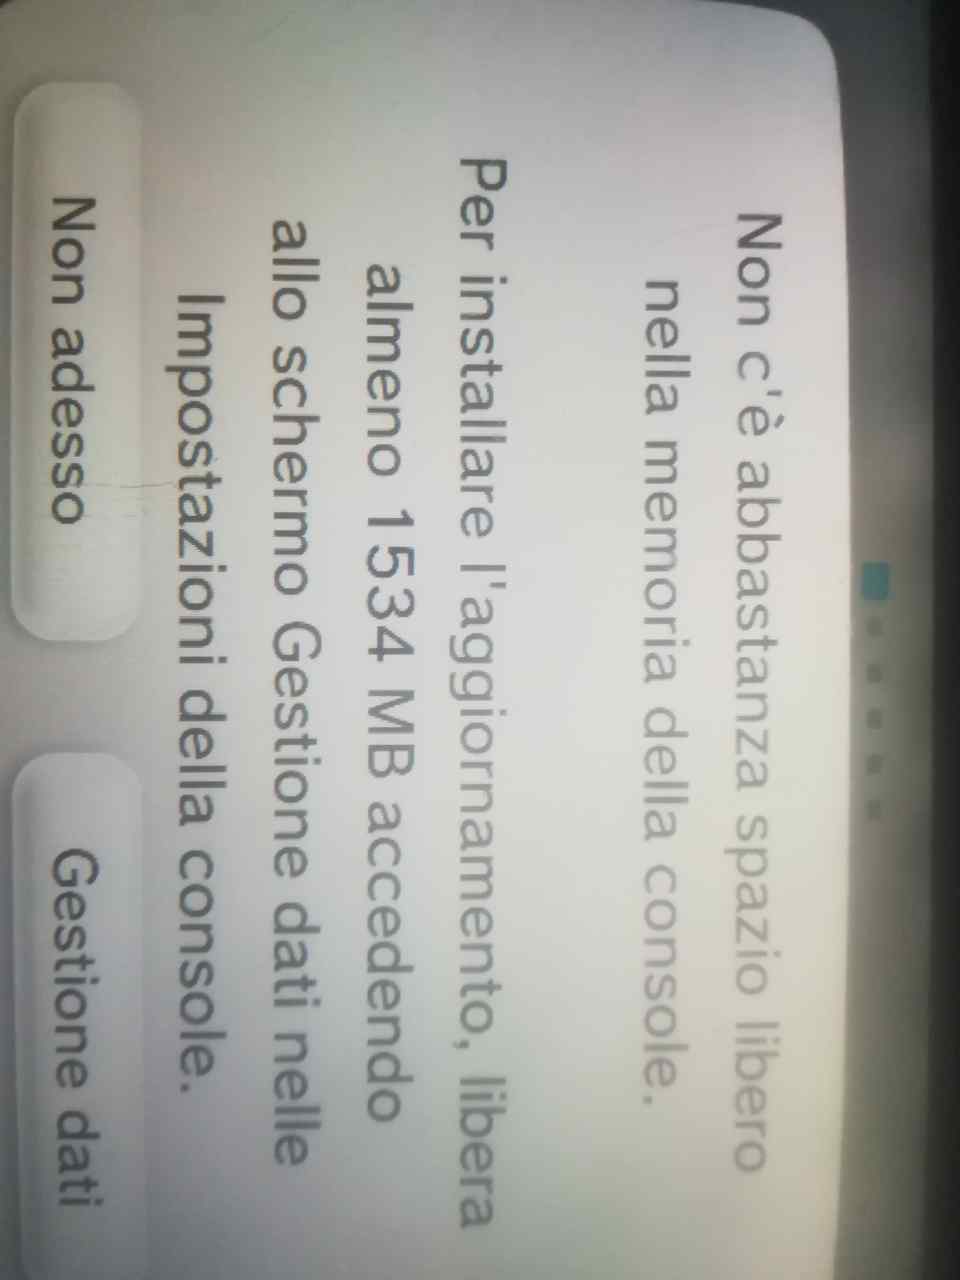 Non c'è abbastanza spazio libero
nella memoria della console.
Per installare l'aggiornamento, libera
almeno 1534 MB accedendo
allo schermo Gestione dati nelle
Impostazioni della console.
Non adesso
Gestione dati